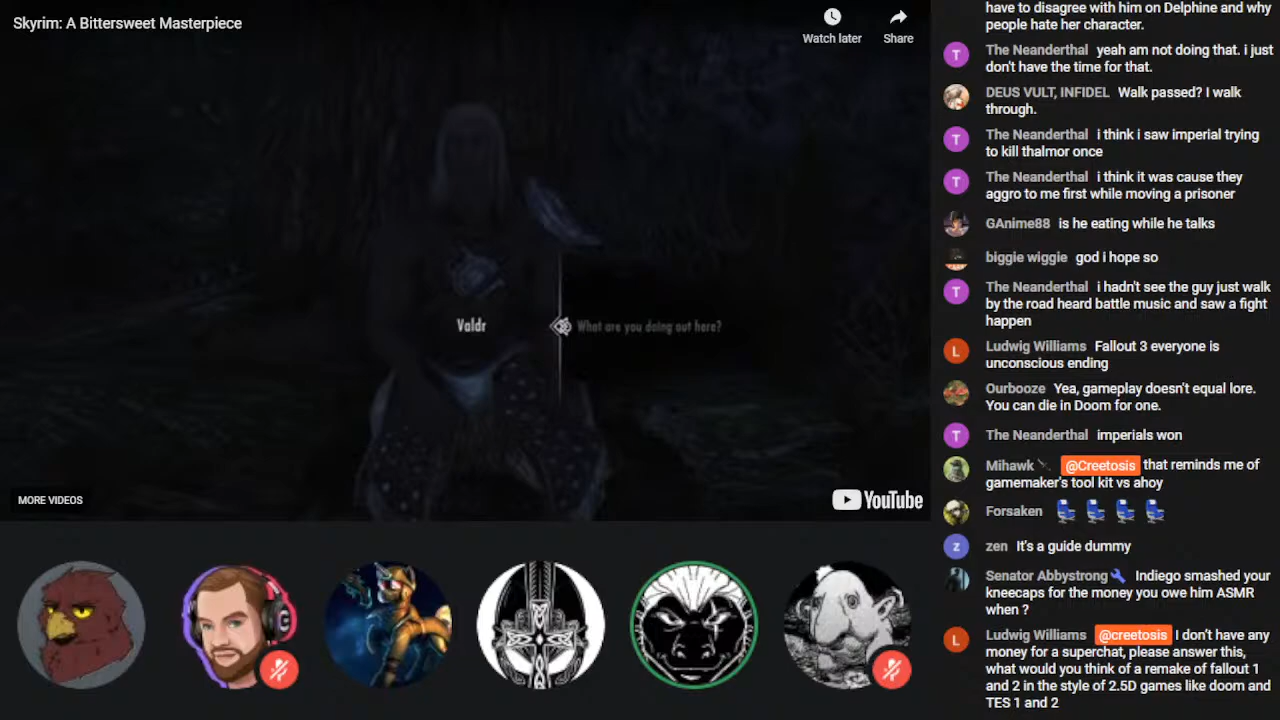 Skyrim: A Bittersweet Masterpiece
Watch later
Share
Valdr
What are you doing out here?
MORE VIDEOS
YouTube
have to disagree with him on Delphine and why
people hate her character.
T
The Neanderthal yeah am not doing that. i just
don't have the time for that.
DEUS VULT, INFIDEL Walk passed? I walk
through.
T
The Neanderthal i think i saw imperial trying
to kill thalmor once
T
The Neanderthal i think it was cause they
aggro to me first while moving a prisoner
GAnime88 is he eating while he talks
biggie wiggie god i hope so
T
The Neanderthal i hadn't see the guy just walk
by the road heard battle music and saw a fight
happen
L
Ludwig Williams Fallout 3 everyone is
unconscious ending
Ourbooze Yea, gameplay doesn't equal lore.
You can die in Doom for one.
T
The Neanderthal imperials won
Mihawk @Creetosis that reminds me of
gamemaker's tool kit vs ahoy
Forsaken
z
zen It's a guide dummy
Senator Abbystrong Indiego smashed your
kneecaps for the money you owe him ASMR
when ?
L
Ludwig Williams @creetosis I don't have any
money for a superchat, please answer this,
what would you think of a remake of fallout 1
and 2 in the style of 2.5D games like doom and
TES 1 and 2